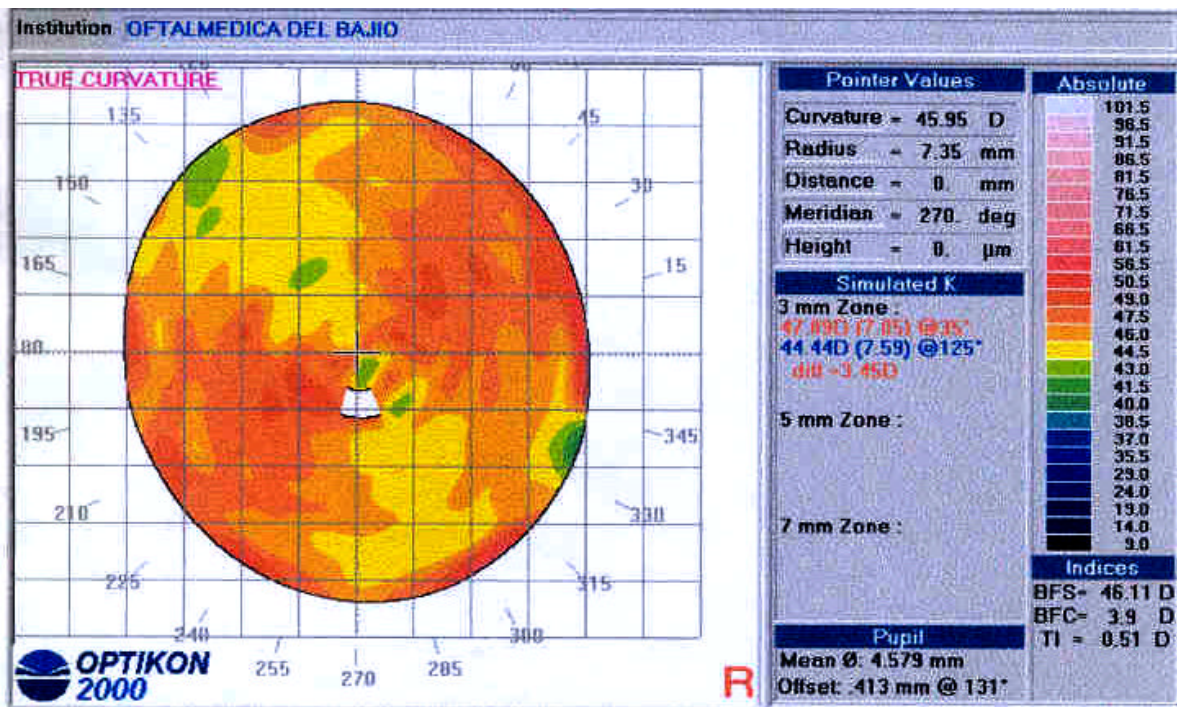 Institution OFTALMEDICA DEL BAJIO
TRUE CURVATURE
135
45
150
30
165
15
80
195
345
210
330
225
315
240
300
255
270
285
OPTIKON
2000
R
Pointer Values
Curvature = 45.95 D
Radius = 7.35 mm
Distance = 0. mm
Meridian = 270. deg
Height = 0. µm
Simulated K
3 mm Zone :
47.89D (7.05) @35°
44.44D (7.59) @125°
diff =3.45D
5 mm Zone :
7 mm Zone :
Pupil
Mean Ø: 4.579 mm
Offset: .413 mm @ 131°
Absolute
101.5
96.5
91.5
86.5
81.5
76.5
71.5
66.5
61.5
56.5
50.5
49.0
47.5
46.0
44.5
43.0
41.5
40.0
38.5
37.0
35.5
29.0
24.0
19.0
14.0
9.0
Indices
BFS= 46.11 D
BFC= 3.9 D
TI = 0.51 D